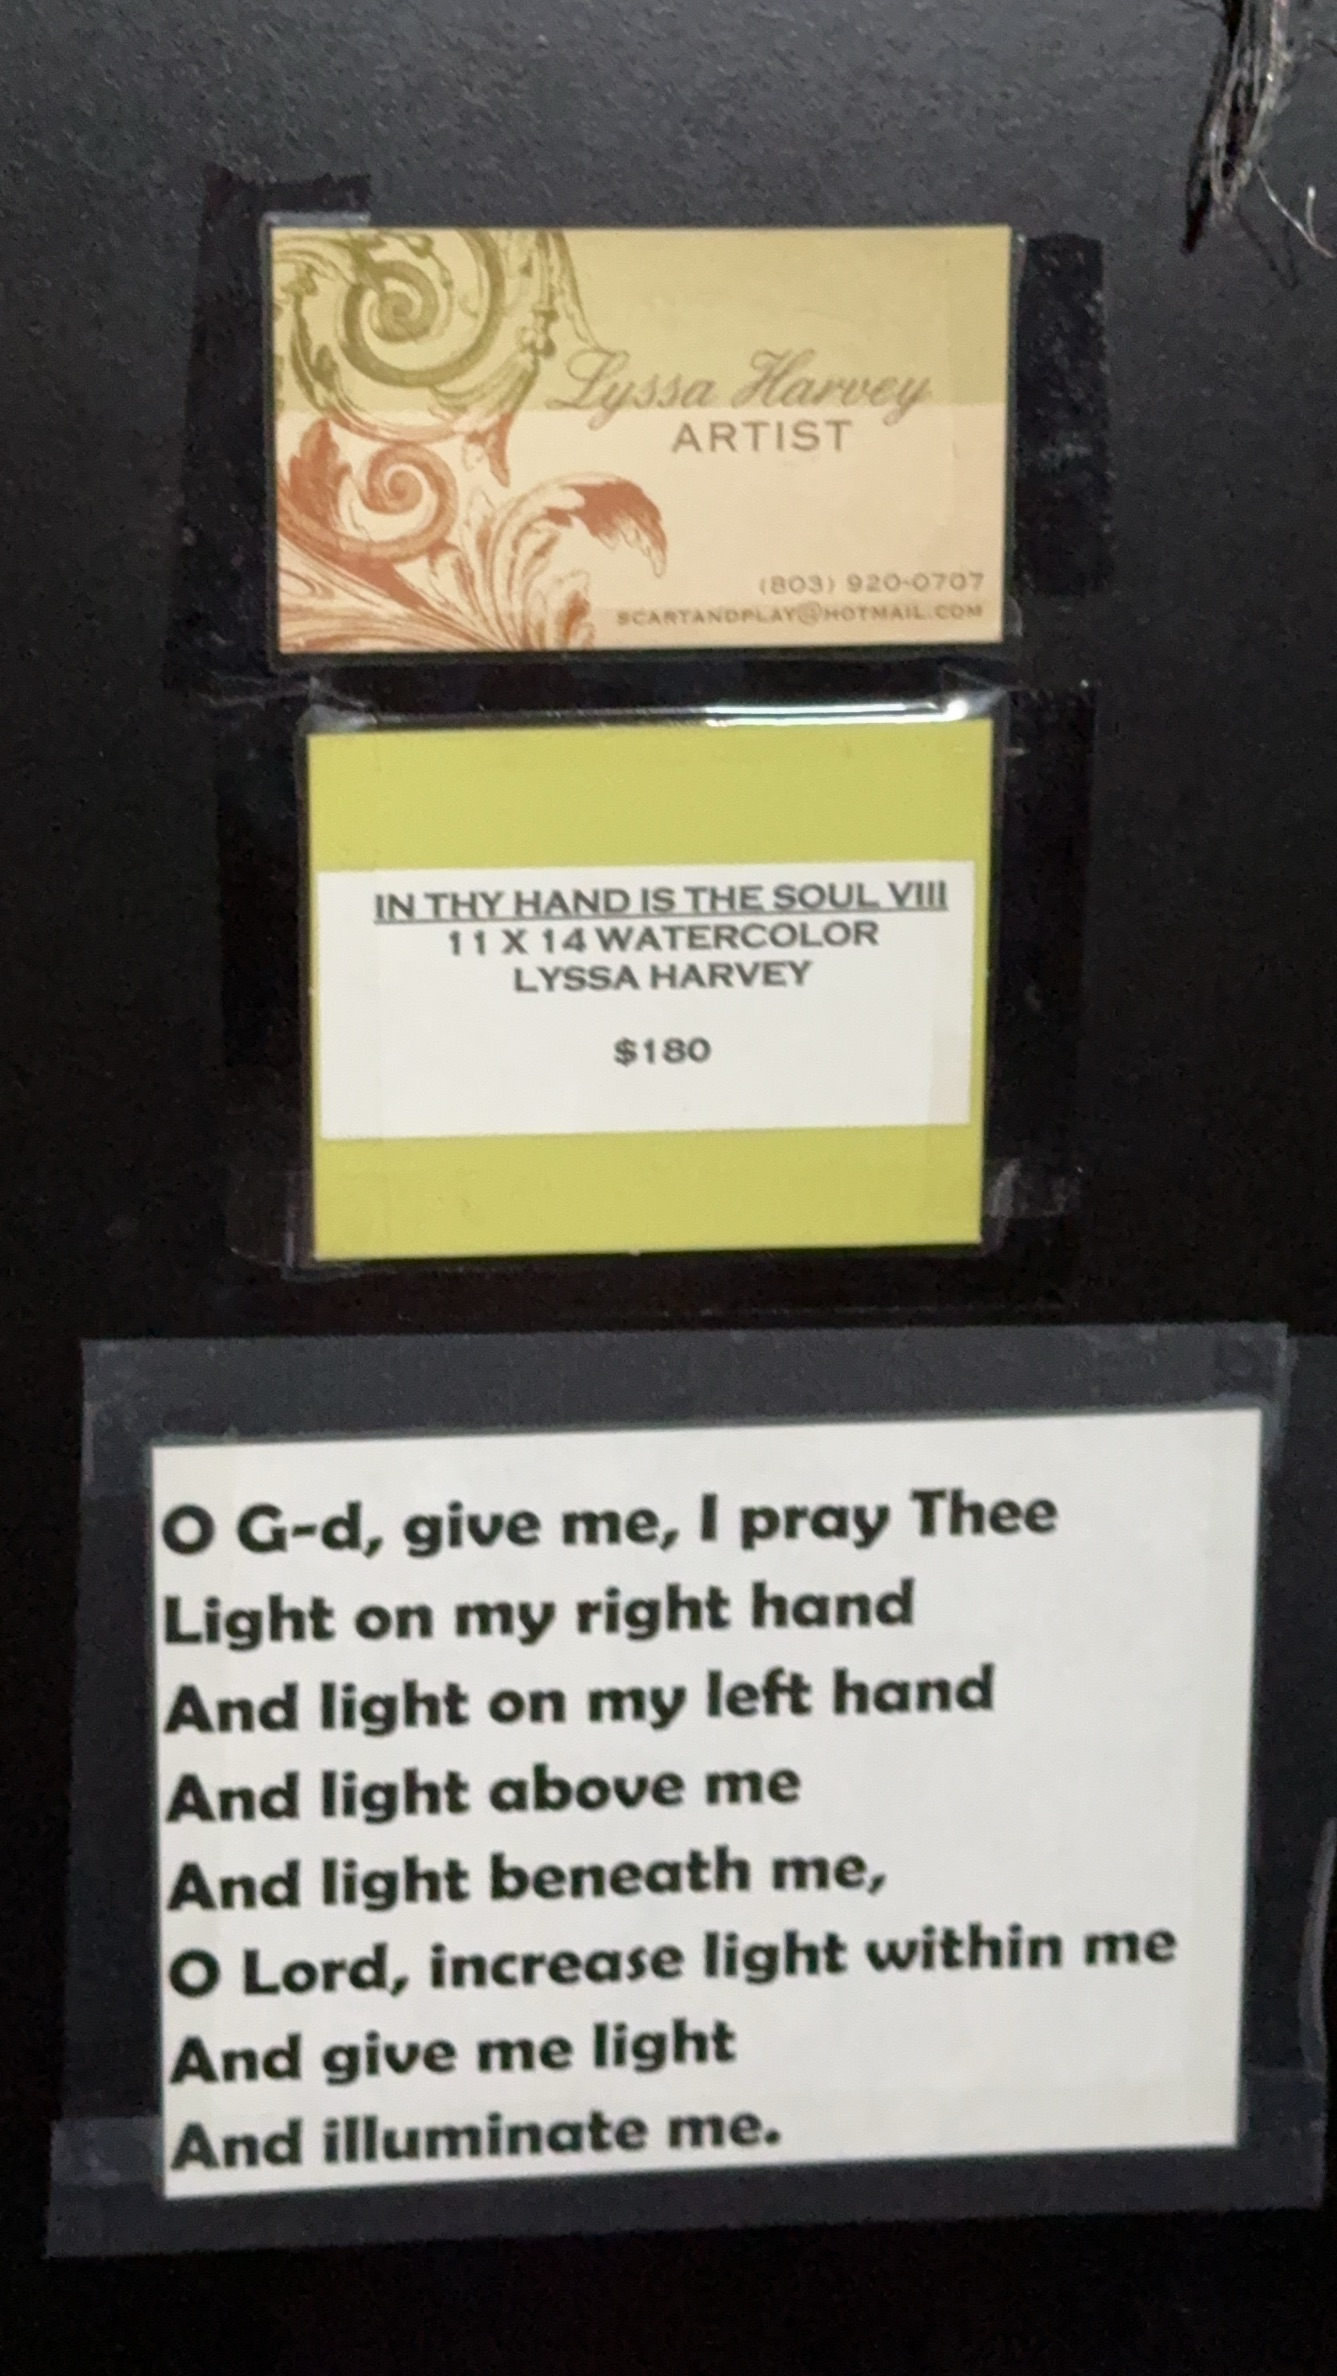 Lyssa Harvey
ARTIST
(803) 920-0707
SCARTANDPLAY@HOTMAIL.COM
IN THY HAND IS THE SOUL VIII
11 X 14 WATERCOLOR
LYSSA HARVEY
$180
O G-d, give me, I pray Thee
Light on my right hand
And light on my left hand
And light above me
And light beneath me,
O Lord, increase light within me
And give me light
And illuminate me.